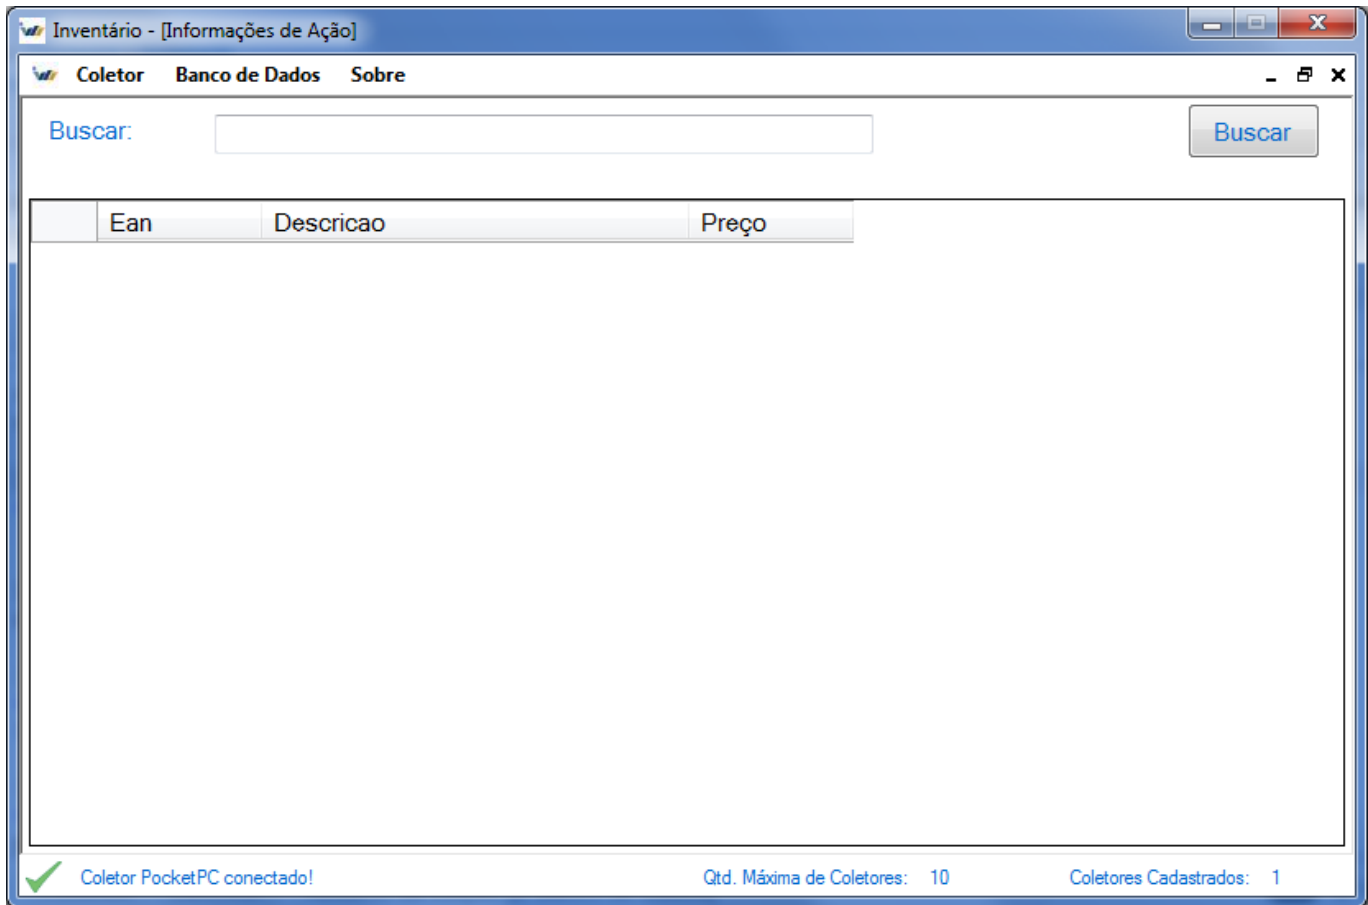 Inventário - [Informações de Ação]
Coletor Banco de Dados Sobre
Buscar: Buscar
Ean Descricao Preço
Coletor PocketPC conectado! Qtd. Máxima de Coletores: 10 Coletores Cadastrados: 1